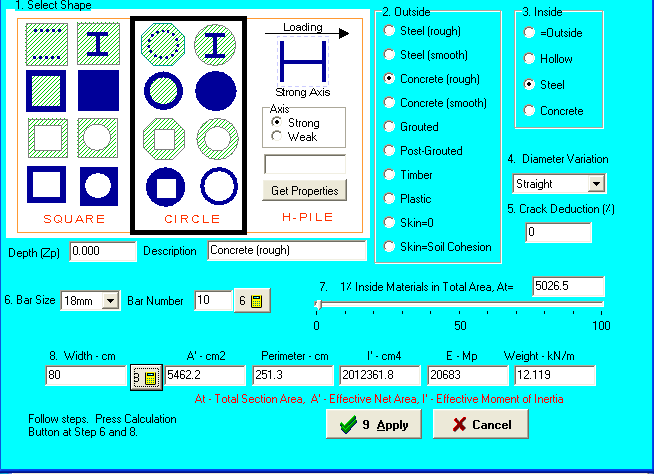 1. Select Shape
2. Outside
3. Inside
Loading
Strong Axis
Axis
Strong
Weak
Get Properties
SQUARE
CIRCLE
H-PILE
Steel (rough)
Steel (smooth)
Concrete (rough)
Concrete (smooth)
Grouted
Post-Grouted
Timber
Plastic
Skin=0
Skin=Soil Cohesion
=Outside
Hollow
Steel
Concrete
4. Diameter Variation
Straight
5. Crack Deduction (%)
0
Depth (Zp) 0.000 Description Concrete (rough)
6. Bar Size 18mm Bar Number 10 6
7. 1% Inside Materials in Total Area, At= 5026.5
0 50 100
8. Width - cm A' - cm2 Perimeter - cm I' - cm4 E - Mp Weight - kN/m
80 8 5462.2 251.3 2012361.8 20683 12.119
At - Total Section Area, A' - Effective Net Area, I' - Effective Moment of Inertia
Follow steps. Press Calculation
Button at Step 6 and 8.
9 Apply Cancel